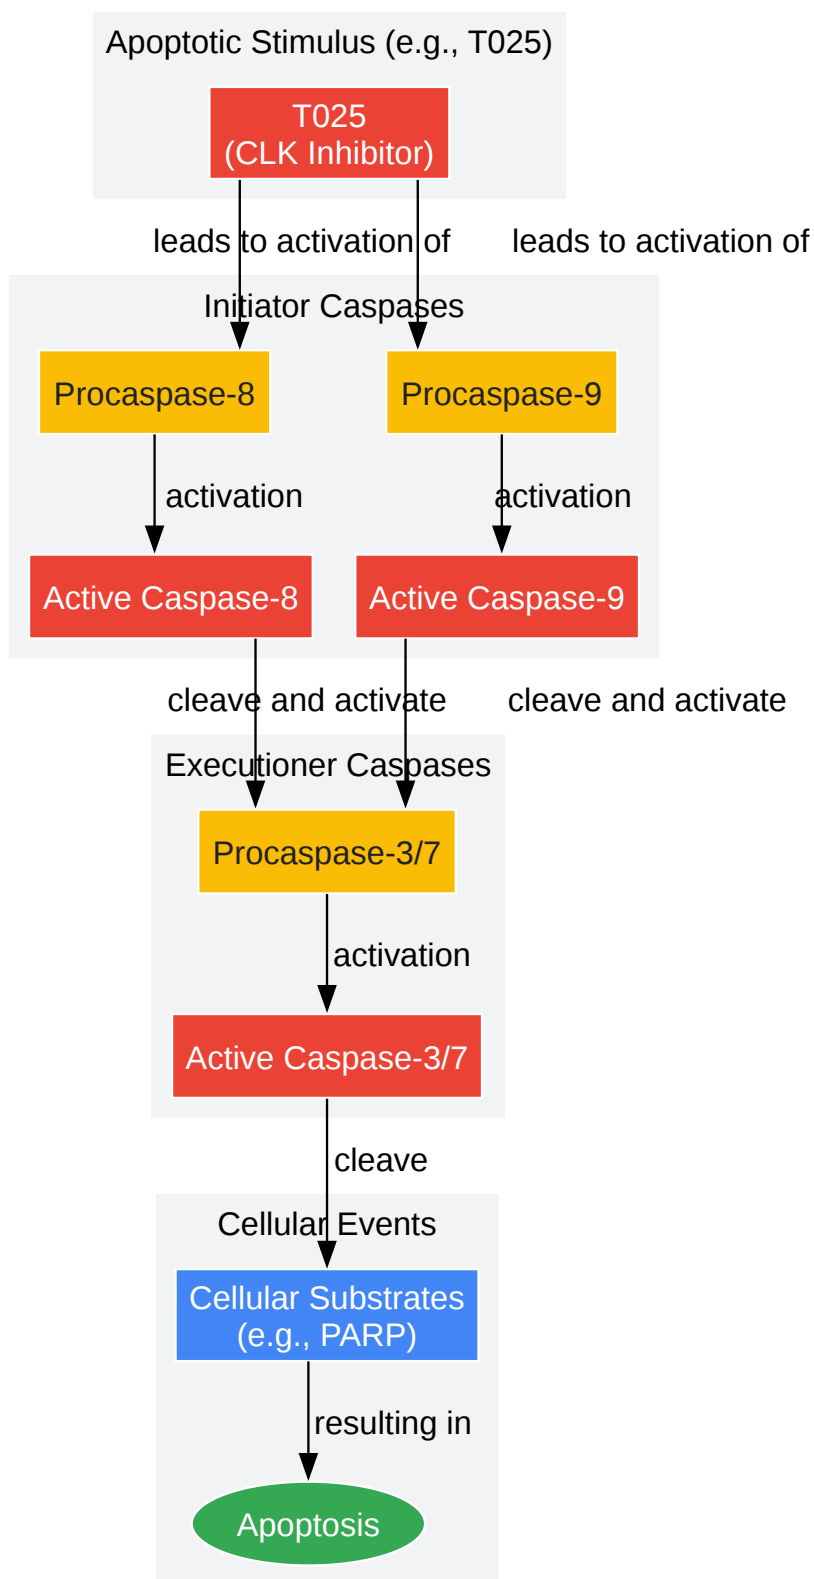 Apoptotic Stimulus (e.g., T025)
T025
(CLK Inhibitor)
leads to activation of
leads to activation of
Initiator Caspases
Procaspase-8
Procaspase-9
activation
activation
Active Caspase-8
Active Caspase-9
cleave and activate
cleave and activate
Executioner Caspases
Procaspase-3/7
activation
Active Caspase-3/7
cleave
Cellular Events
Cellular Substrates
(e.g., PARP)
resulting in
Apoptosis